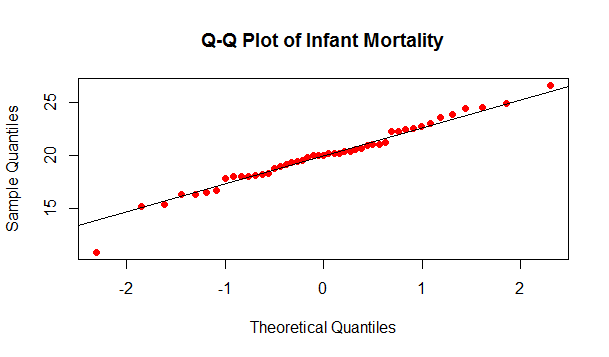 Q-Q Plot of Infant Mortality
Sample Quantiles
25
20
15
-2 -1 0 1 2
Theoretical Quantiles